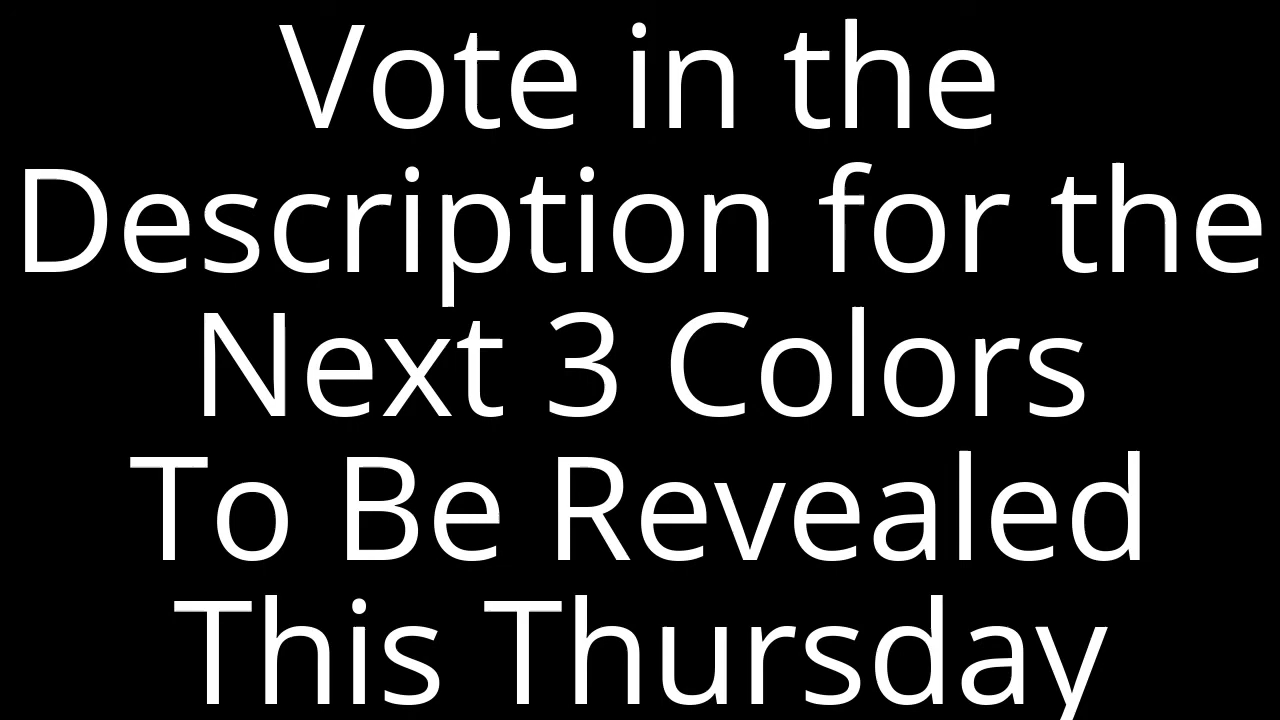 Vote in the
Description for the
Next 3 Colors
To Be Revealed
This Thursday